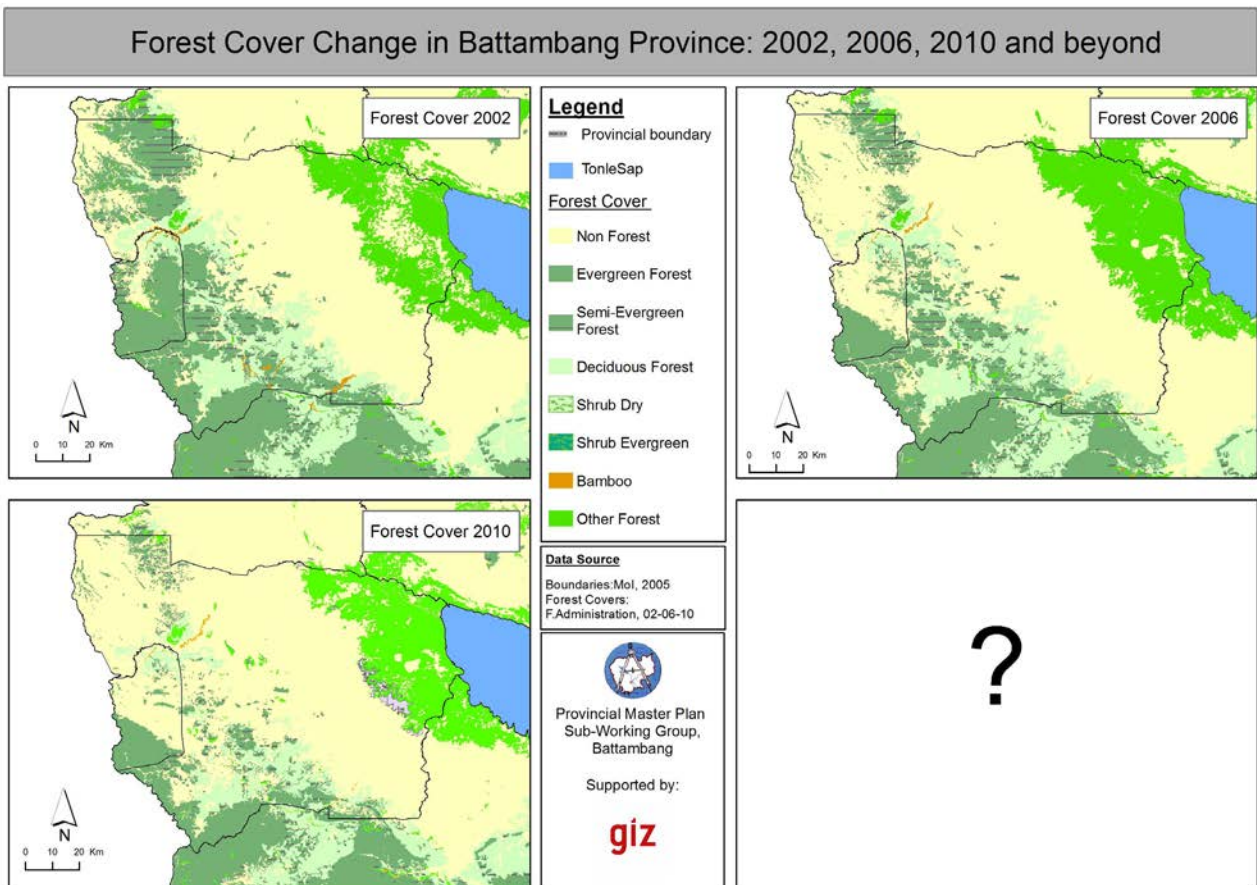 Forest Cover Change in Battambang Province: 2002, 2006, 2010 and beyond
Forest Cover 2002
N
0 10 20 Km
Legend
Provincial boundary
TonleSap
Forest Cover
Non Forest
Evergreen Forest
Semi-Evergreen
Forest
Deciduous Forest
Shrub Dry
Shrub Evergreen
Bamboo
Other Forest
Forest Cover 2006
N
0 10 20 Km
Forest Cover 2010
N
0 10 20 Km
Data Source
Boundaries:MoI, 2005
Forest Covers:
F.Administration, 02-06-10
Provincial Master Plan
Sub-Working Group,
Battambang
Supported by:
giz
?